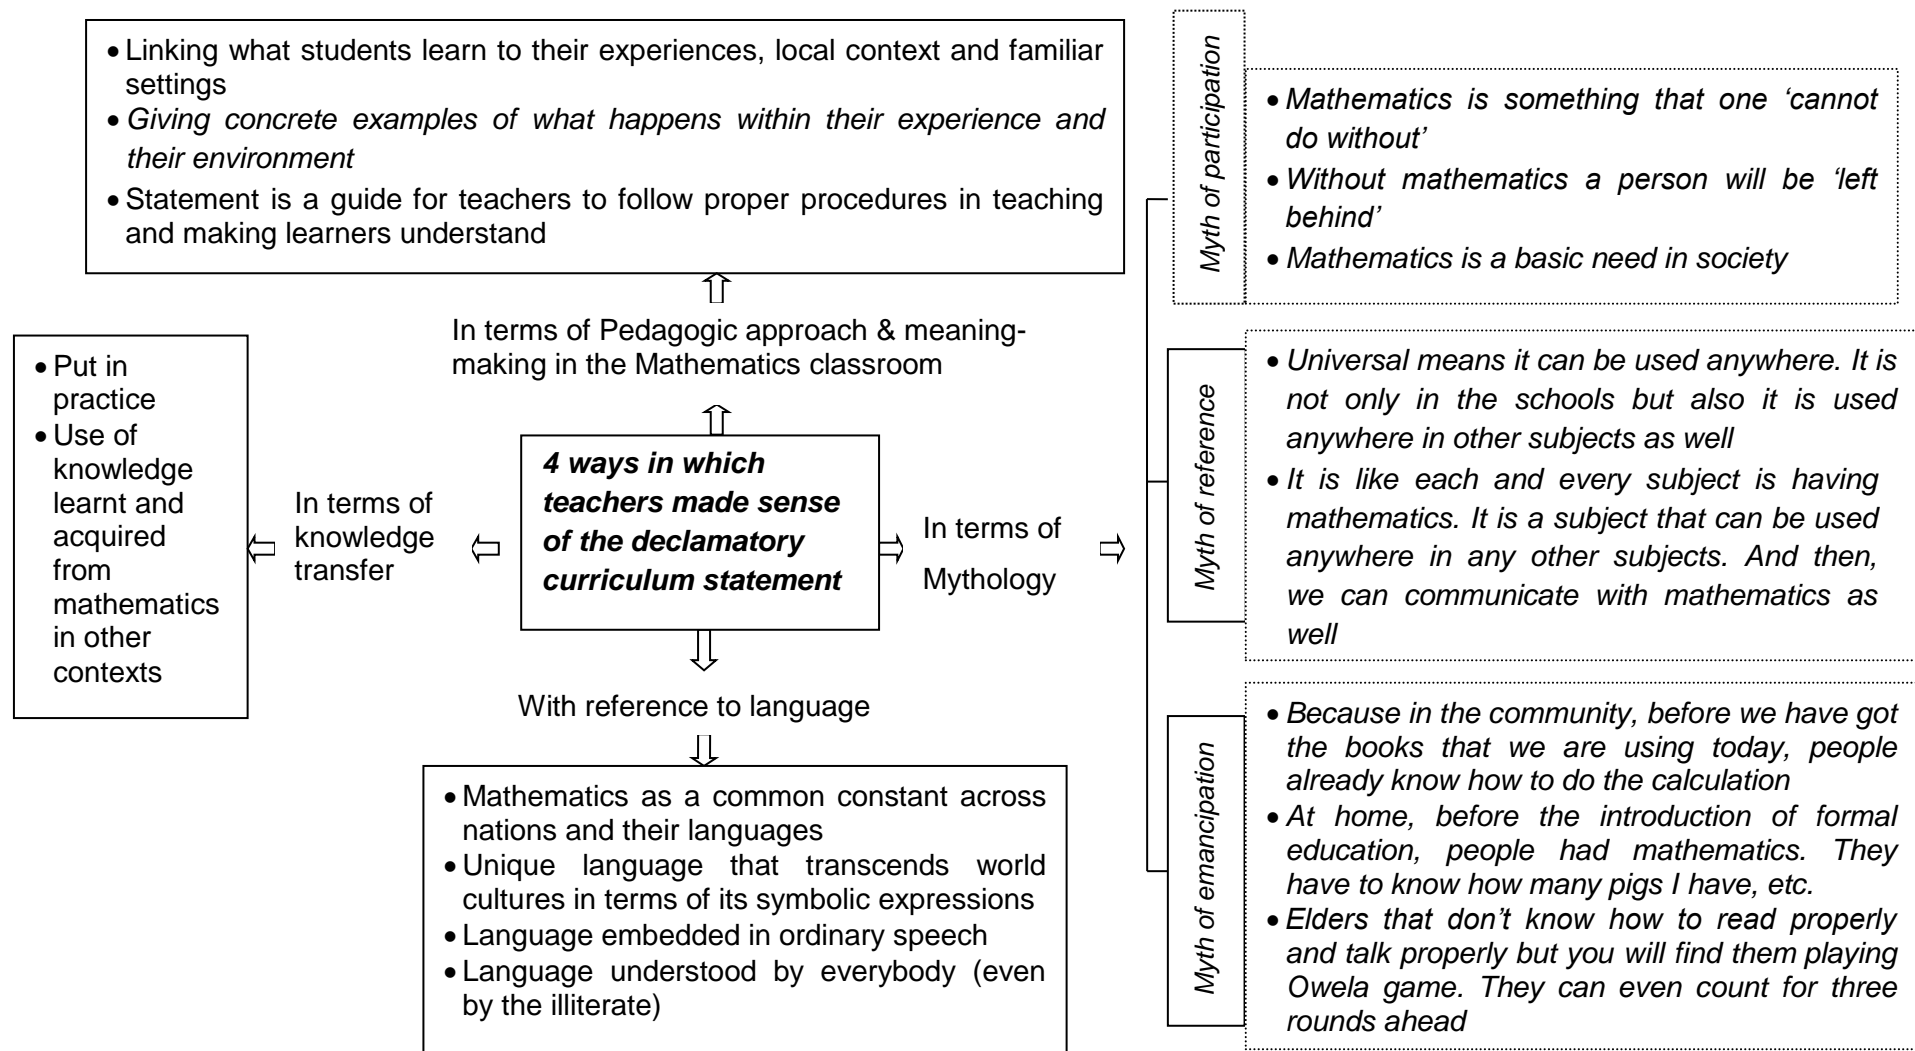 • Linking what students learn to their experiences, local context and familiar
settings
• Giving concrete examples of what happens within their experience and
their environment
• Statement is a guide for teachers to follow proper procedures in teaching
and making learners understand
In terms of Pedagogic approach & meaning-
making in the Mathematics classroom
• Put in
practice
• Use of
knowledge
learnt and
acquired
from
mathematics
in other
contexts
In terms of
knowledge
transfer
4 ways in which
teachers made sense
of the declamatory
curriculum statement
In terms of
Mythology
With reference to language
• Mathematics as a common constant across
nations and their languages
• Unique language that transcends world
cultures in terms of its symbolic expressions
• Language embedded in ordinary speech
• Language understood by everybody (even
by the illiterate)
Myth of participation
• Mathematics is something that one ‘cannot
do without’
• Without mathematics a person will be ‘left
behind’
• Mathematics is a basic need in society
Myth of reference
• Universal means it can be used anywhere. It is
not only in the schools but also it is used
anywhere in other subjects as well
• It is like each and every subject is having
mathematics. It is a subject that can be used
anywhere in any other subjects. And then,
we can communicate with mathematics as
well
Myth of emancipation
• Because in the community, before we have got
the books that we are using today, people
already know how to do the calculation
• At home, before the introduction of formal
education, people had mathematics. They
have to know how many pigs I have, etc.
• Elders that don’t know how to read properly
and talk properly but you will find them playing
Owela game. They can even count for three
rounds ahead